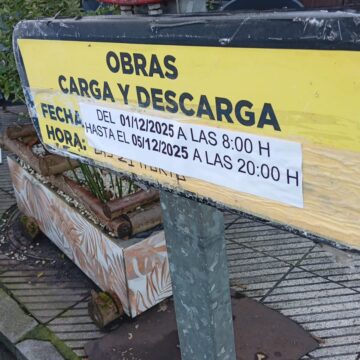 OBRAS
CARGA Y DESCARGA
FECHA
DEL 01/12/2025 A LAS 8:00 H
HORA:
HASTA EL 05/12/2025 A LAS 20:00 H